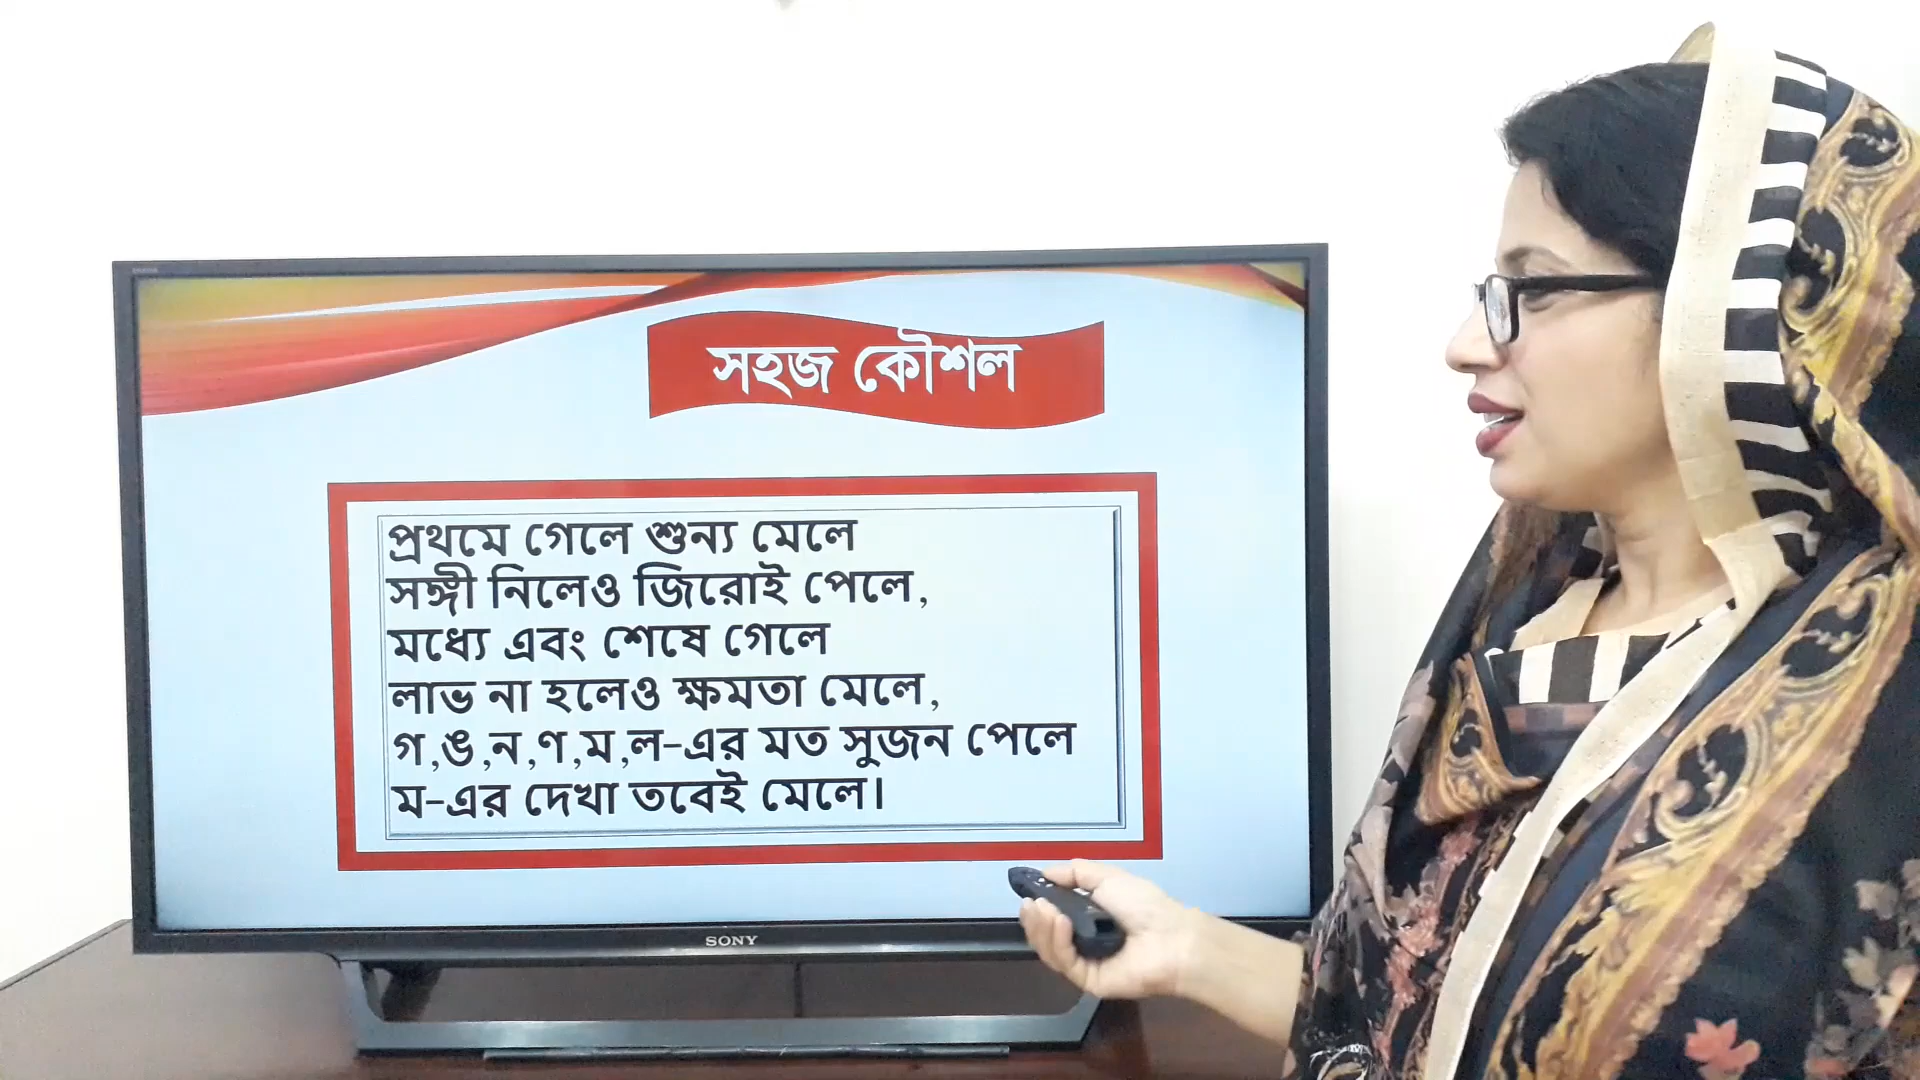 সহজ কৌশল
প্রথমে গেলে শুন্য মেলে
সঙ্গী নিলেও জিরোই পেলে,
মধ্যে এবং শেষে গেলে
লাভ না হলেও ক্ষমতা মেলে,
গ,ঙ,ন,ণ,ম,ল-এর মত সুজন পেলে
ম-এর দেখা তবেই মেলে।
SONY